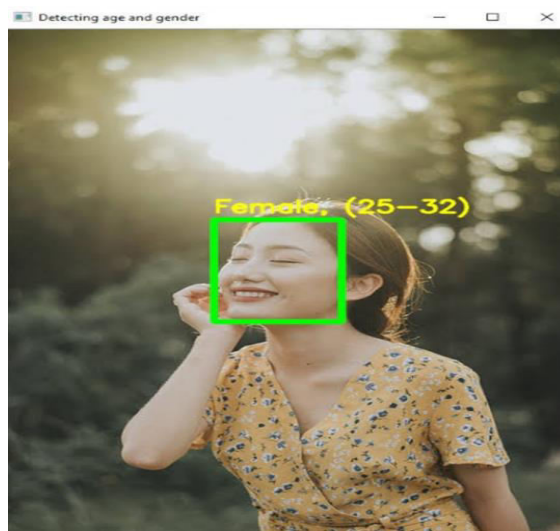 Detecting age and gender
Female, (25-32)